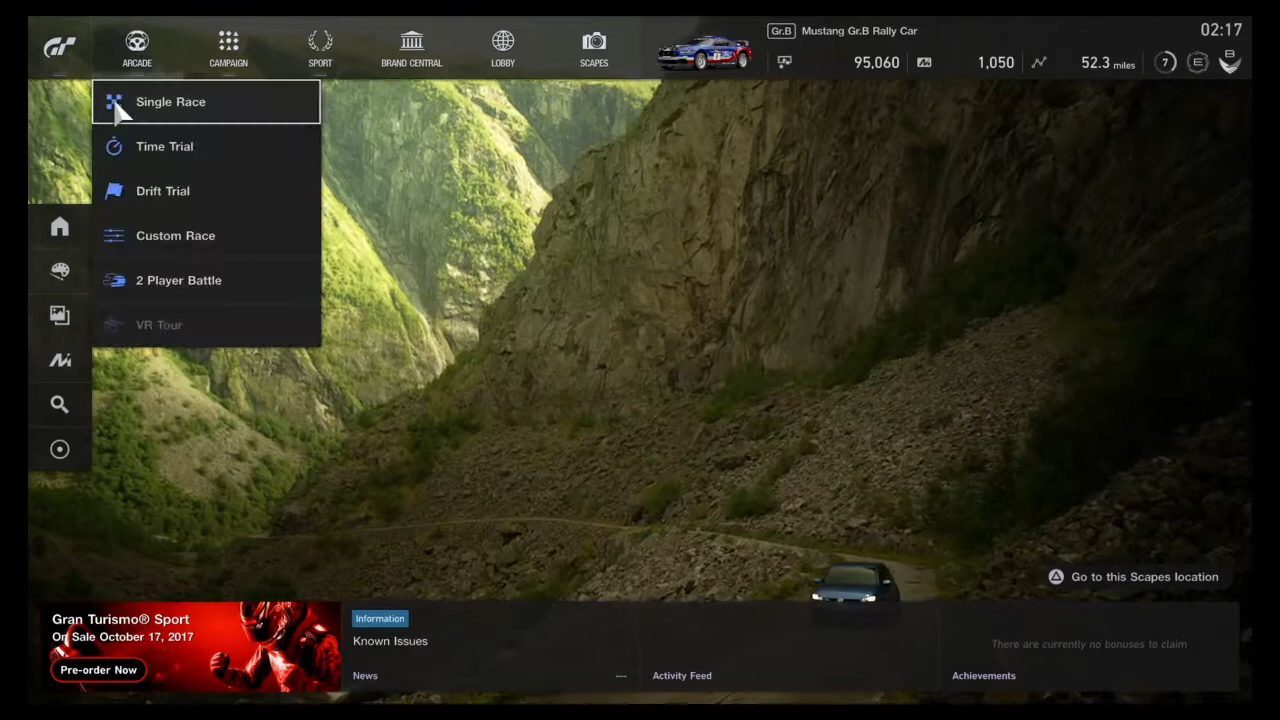 GT
ARCADE
CAMPAIGN
SPORT
BRAND CENTRAL
LOBBY
SCAPES
Gr.B Mustang Gr.B Rally Car
02:17
95,060
1,050
52.3 miles
7
E
B
Single Race
Time Trial
Drift Trial
Custom Race
2 Player Battle
VR Tour
Go to this Scapes location
Gran Turismo® Sport
On Sale October 17, 2017
Pre-order Now
Information
Known Issues
News ---
Activity Feed
There are currently no bonuses to claim
Achievements